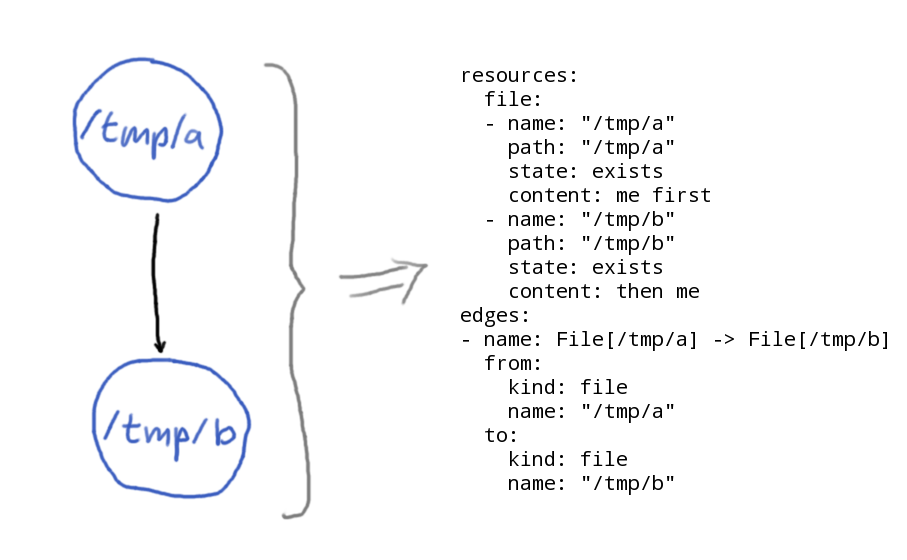 /tmp/a
/tmp/b
resources:
  file:
  - name: "/tmp/a"
    path: "/tmp/a"
    state: exists
    content: me first
  - name: "/tmp/b"
    path: "/tmp/b"
    state: exists
    content: then me
edges:
- name: File[/tmp/a] -> File[/tmp/b]
  from:
    kind: file
    name: "/tmp/a"
  to:
    kind: file
    name: "/tmp/b"